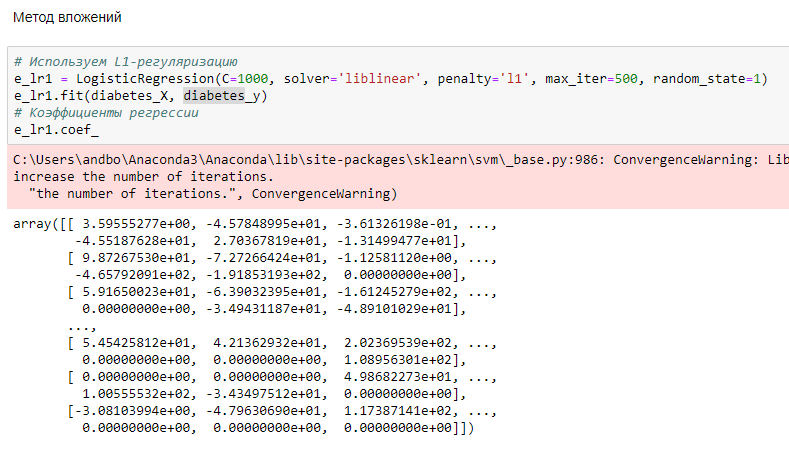 Метод вложений
# Используем L1-регуляризацию
e_lr1 = LogisticRegression(C=1000, solver='liblinear', penalty='l1', max_iter=500, random_state=1)
e_lr1.fit(diabetes_X, diabetes_y)
# Коэффициенты регрессии
e_lr1.coef_
C:\Users\andbo\Anaconda3\Anaconda\lib\site-packages\sklearn\svm\_base.py:986: ConvergenceWarning: Lib
increase the number of iterations.
  "the number of iterations.", ConvergenceWarning)
array([[ 3.59555277e+00, -4.57848995e+01, -3.61326198e-01, ...,
        -4.55187628e+01,  2.70367819e+01, -1.31499477e+01],
       [ 9.87267530e+01, -7.27266424e+01, -1.12581120e+00, ...,
        -4.65792091e+02, -1.91853193e+02,  0.00000000e+00],
       [ 5.91650023e+01, -6.39032395e+01, -1.61245279e+02, ...,
         0.00000000e+00, -3.49431187e+01, -4.89101029e+01],
       ...,
       [ 5.45425812e+01,  4.21362932e+01,  2.02369539e+02, ...,
         0.00000000e+00,  0.00000000e+00,  1.08956301e+02],
       [ 0.00000000e+00,  0.00000000e+00,  4.98682273e+01, ...,
         1.00555532e+02, -3.43497512e+01,  0.00000000e+00],
       [-3.08103994e+00, -4.79630690e+01,  1.17387141e+02, ...,
         0.00000000e+00,  0.00000000e+00,  0.00000000e+00]])